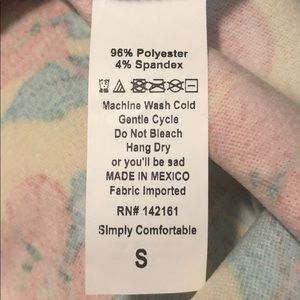 96% Polyester
4% Spandex
Machine Wash Cold
Gentle Cycle
Do Not Bleach
Hang Dry
or you'll be sad
MADE IN MEXICO
Fabric Imported
RN# 142161
Simply Comfortable
S